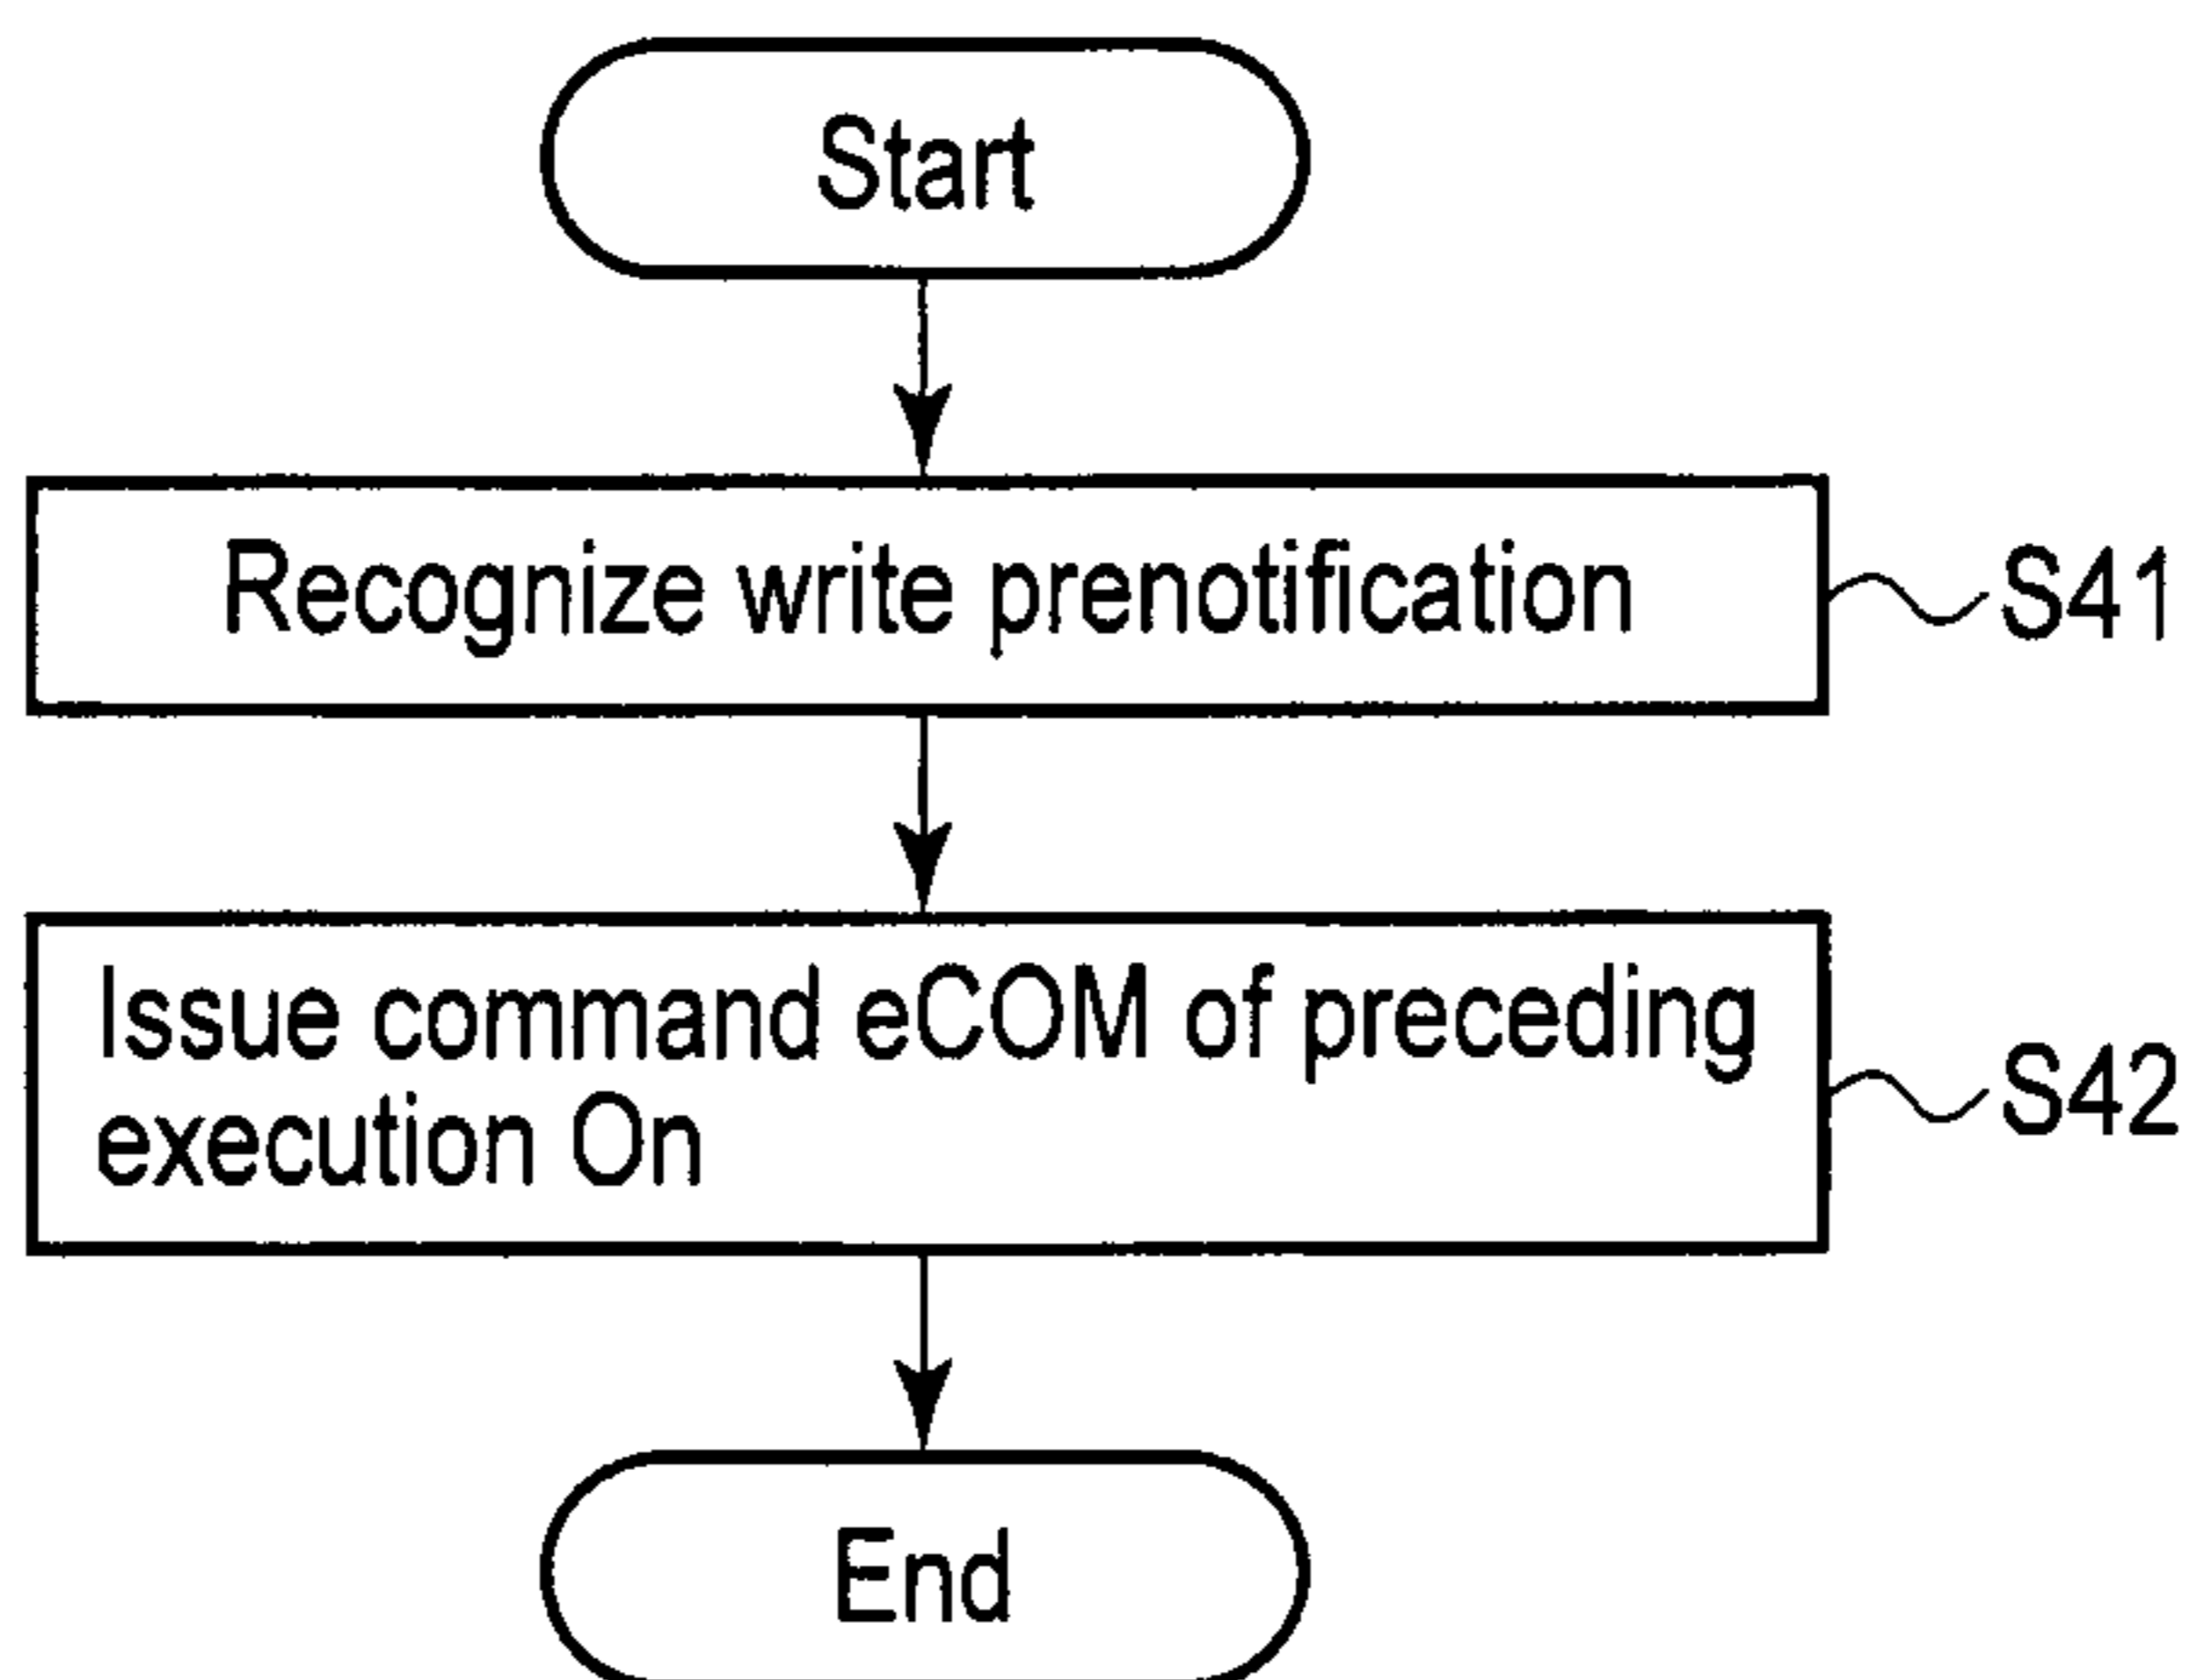 Start
Recognize write prenotification
S41
Issue command eCOM of preceding
execution On
S42
End